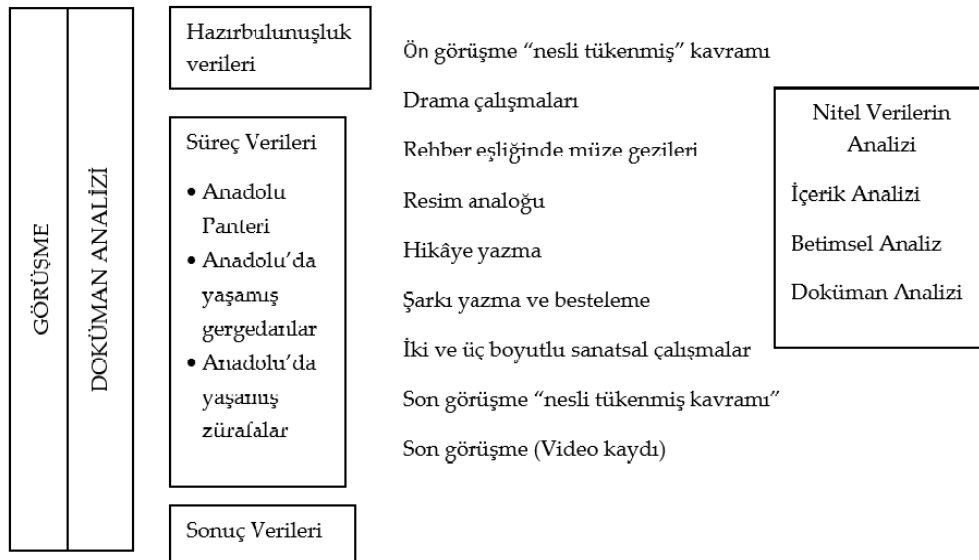 GÖRÜŞME
DOKÜMAN ANALİZİ
Hazırbulunuşluk
verileri
Süreç Verileri
• Anadolu
Panteri
• Anadolu’da
yaşamış
gergedanlar
• Anadolu’da
yaşamış
zürafalar
Sonuç Verileri
Ön görüşme “nesli tükenmiş” kavramı
Drama çalışmaları
Rehber eşliğinde müze gezileri
Resim analoğu
Hikâye yazma
Şarkı yazma ve besteleme
İki ve üç boyutlu sanatsal çalışmalar
Son görüşme “nesli tükenmiş kavramı”
Son görüşme (Video kaydı)
Nitel Verilerin
Analizi
İçerik Analizi
Betimsel Analiz
Doküman Analizi